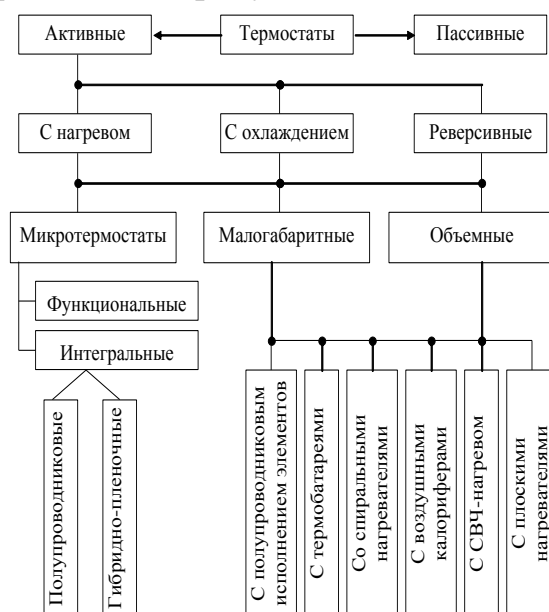 Активные
Термостаты
Пассивные
С нагревом
С охлаждением
Реверсивные
Микротермостаты
Малогабаритные
Объемные
Функциональные
Интегральные
Полупроводниковые
Гибридно-пленочные
С полупроводниковым
исполнением элементов
С термобатареями
Со спиральными
нагревателями
С воздушными
калориферами
С СВЧ-нагревом
С плоскими
нагревателями